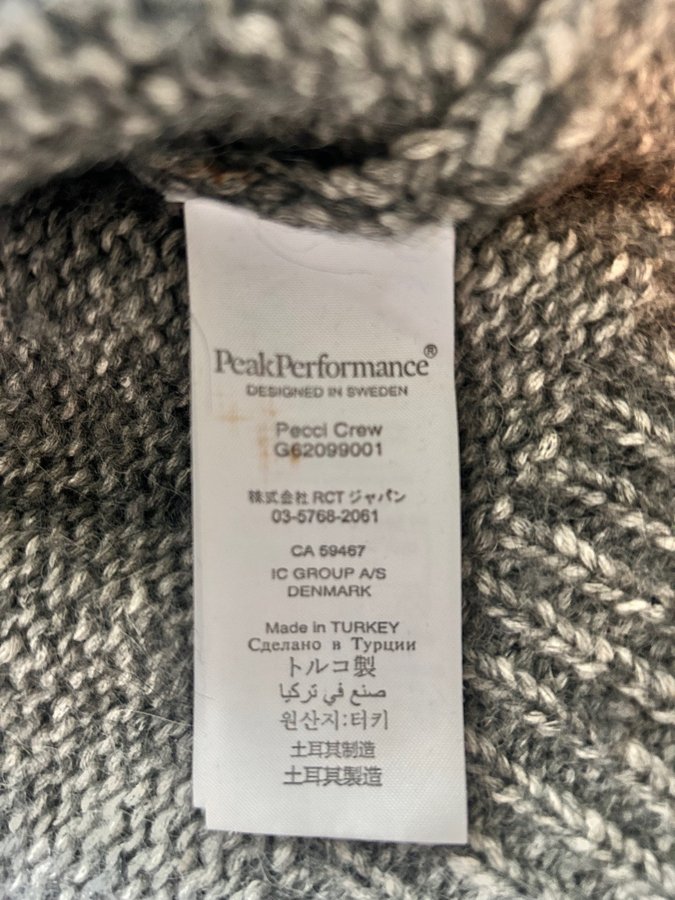 PeakPerformance®
DESIGNED IN SWEDEN
Pecci Crew
G62099001
株式会社 RCT ジャパン
03-5768-2061
CA 59467
IC GROUP A/S
DENMARK
Made in TURKEY
Сделано в Турции
トルコ製
صنع في تركيا
원산지:터키
土耳其制造
土耳其製造